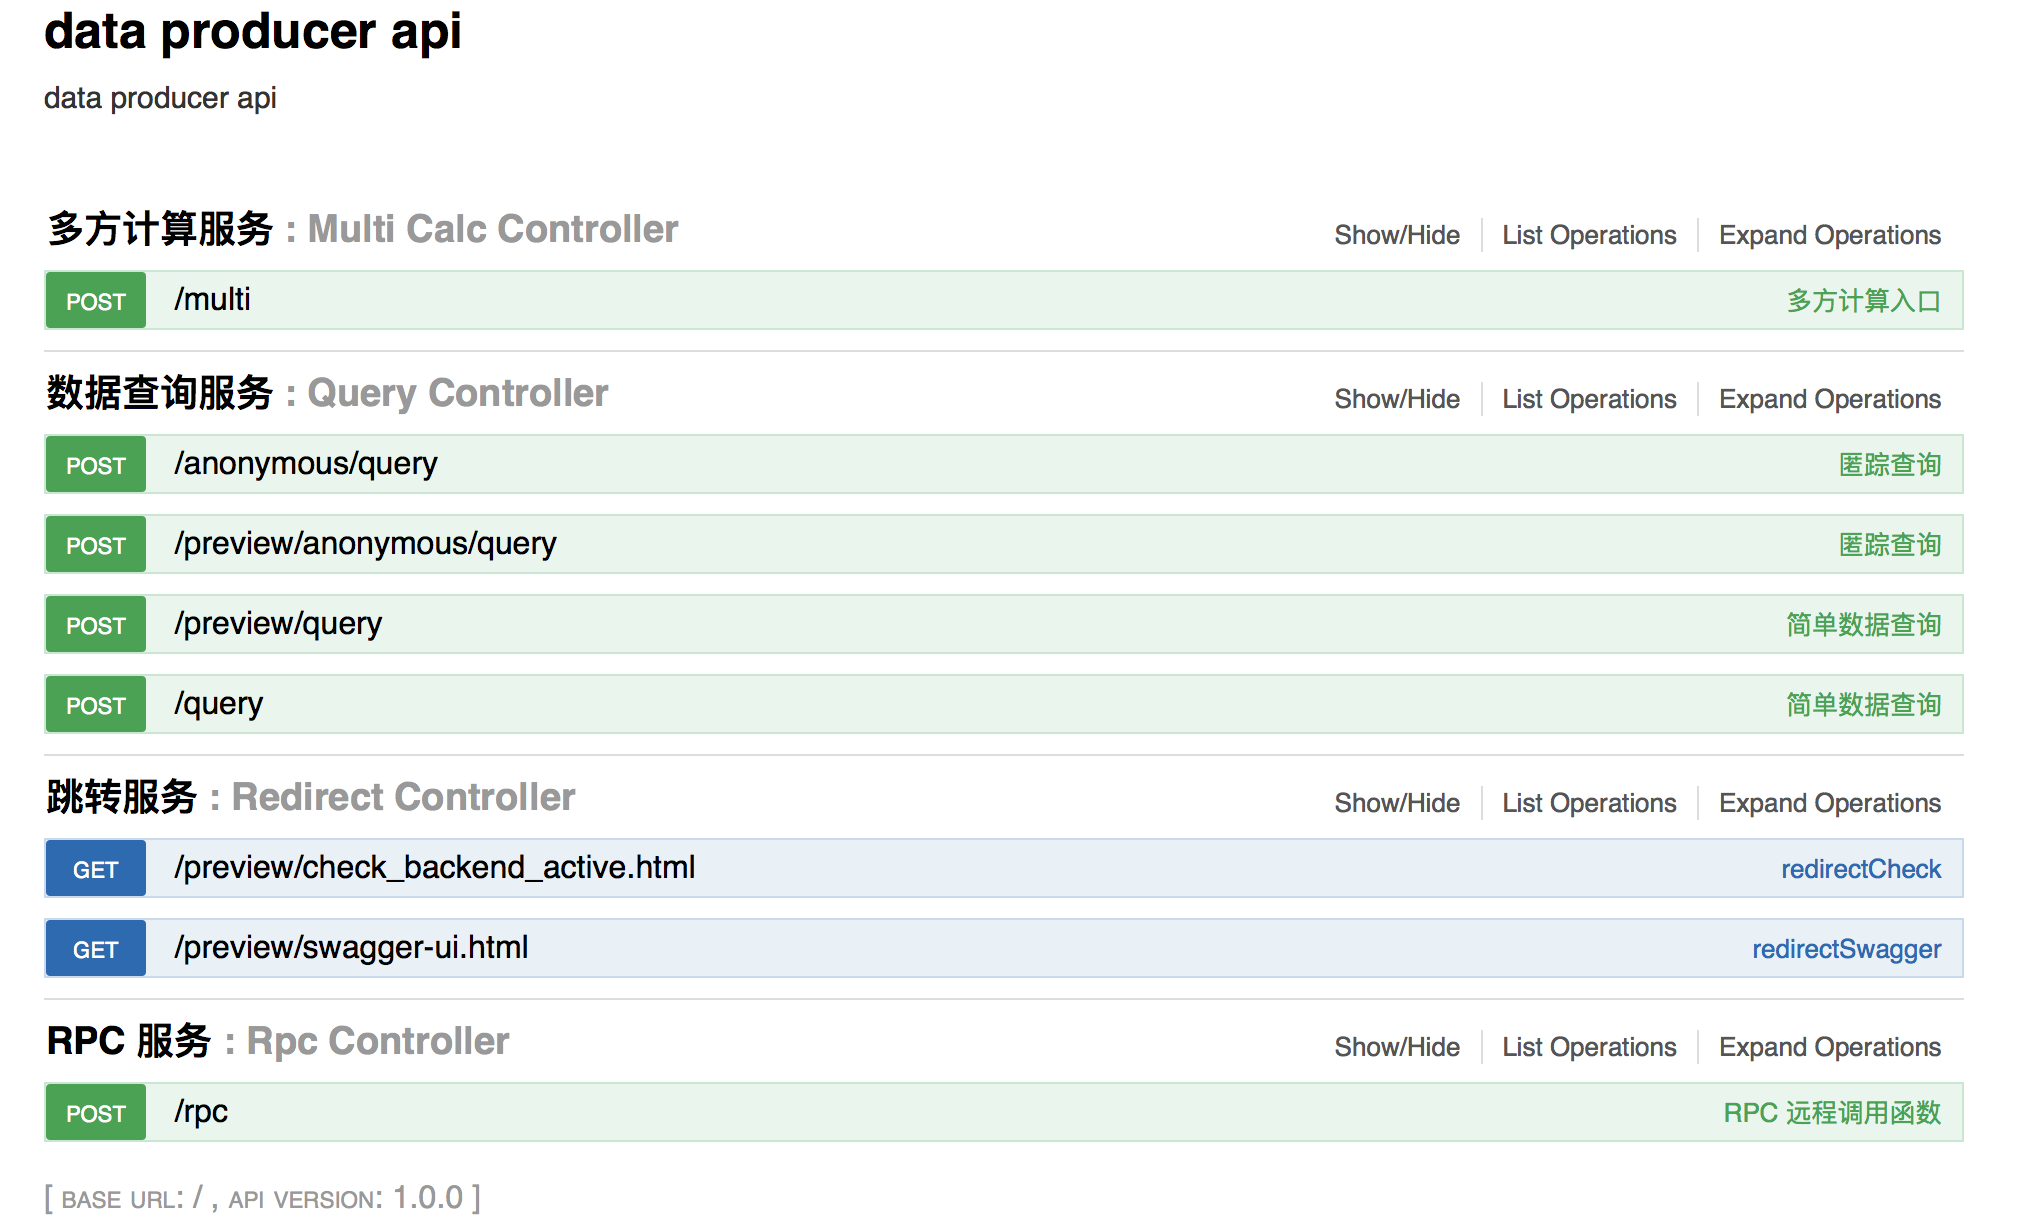 data producer api
data producer api
多方计算服务 : Multi Calc Controller Show/Hide List Operations Expand Operations
POST /multi 多方计算入口
数据查询服务 : Query Controller Show/Hide List Operations Expand Operations
POST /anonymous/query 匿踪查询
POST /preview/anonymous/query 匿踪查询
POST /preview/query 简单数据查询
POST /query 简单数据查询
跳转服务 : Redirect Controller Show/Hide List Operations Expand Operations
GET /preview/check_backend_active.html redirectCheck
GET /preview/swagger-ui.html redirectSwagger
RPC 服务 : Rpc Controller Show/Hide List Operations Expand Operations
POST /rpc RPC 远程调用函数
[ BASE URL: / , API VERSION: 1.0.0 ]